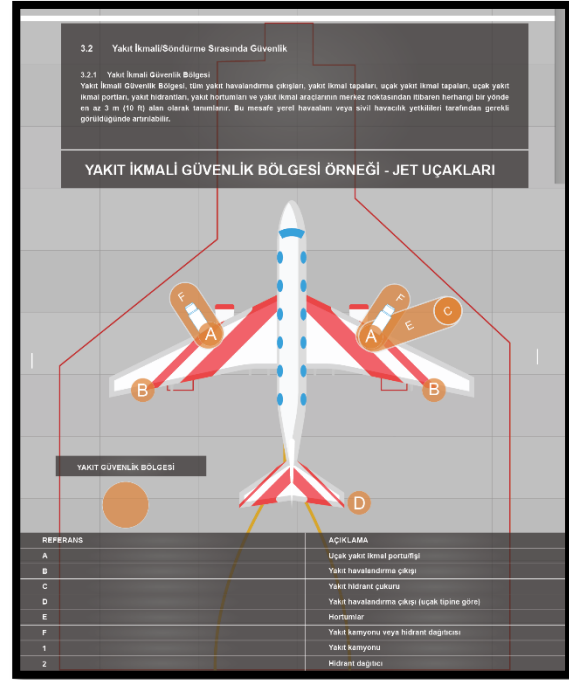 3.2 Yakıt İkmali/Söndürme Sırasında Güvenlik
3.2.1 Yakıt İkmali Güvenlik Bölgesi
Yakıt İkmali Güvenlik Bölgesi, tüm yakıt havalandırma çıkışları, yakıt ikmal tapaları, uçak yakıt ikmal tapaları, uçak yakıt
ikmal portları, yakıt hidrantları, yakıt hortumları ve yakıt ikmal araçlarının merkez noktasından itibaren herhangi bir yönde
en az 3 m (10 ft) alan olarak tanımlanır. Bu mesafe yerel havaalanı veya sivil havacılık yetkilileri tarafından gerekli
görüldüğünde artırılabilir.
YAKIT İKMALİ GÜVENLİK BÖLGESİ ÖRNEĞİ - JET UÇAKLARI
F
F
C
E
A
A
B
B
YAKIT GÜVENLİK BÖLGESİ
D
REFERANS AÇIKLAMA
A Uçak yakıt ikmal portu/fişi
B Yakıt havalandırma çıkışı
C Yakıt hidrant çukuru
D Yakıt havalandırma çıkışı (uçak tipine göre)
E Hortumlar
F Yakıt kamyonu veya hidrant dağıtıcısı
1 Yakıt kamyonu
2 Hidrant dağıtıcı